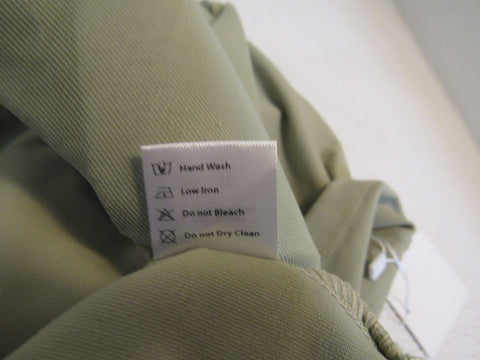 Hand Wash
Low Iron
Do not Bleach
Do not Dry Clean